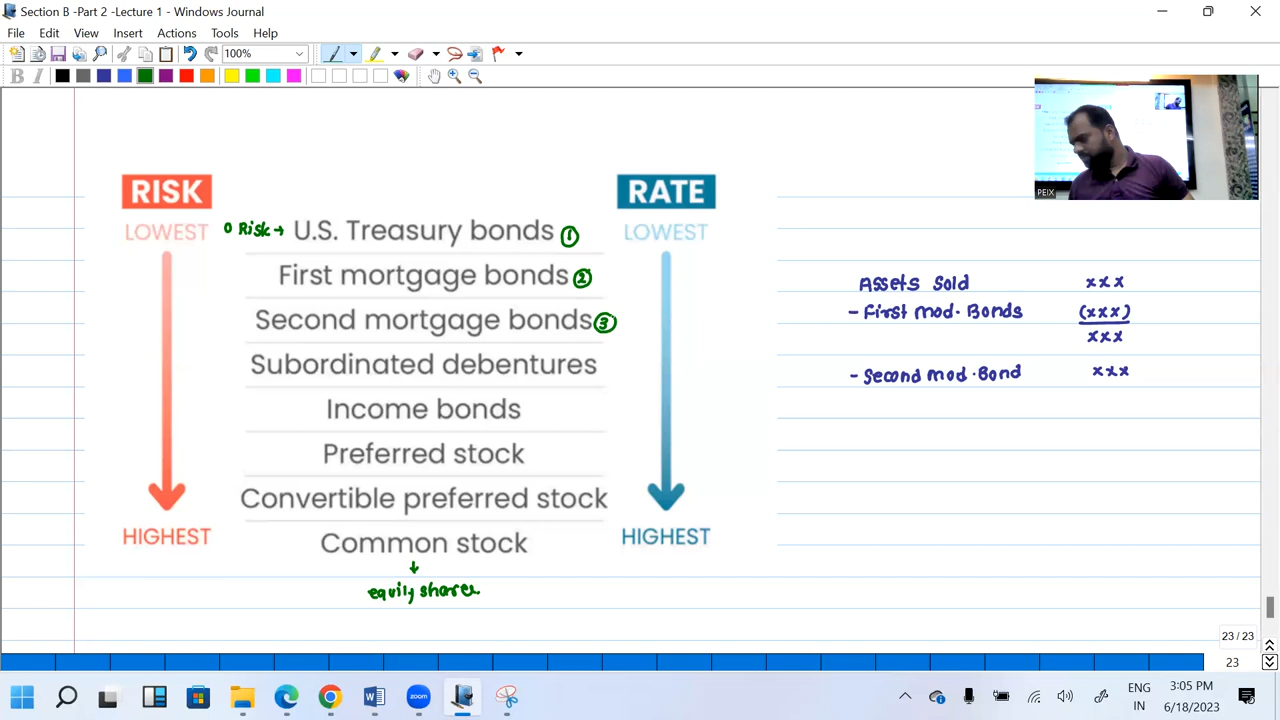 Section B -Part 2 -Lecture 1 - Windows Journal
File Edit View Insert Actions Tools Help
100%
B I
PEIX
RISK
RATE
LOWEST
0 Risk → U.S. Treasury bonds ①
LOWEST
First mortgage bonds ②
Second mortgage bonds ③
Subordinated debentures
Income bonds
Preferred stock
Convertible preferred stock
HIGHEST
Common stock
HIGHEST
↓
equily shares
Assets Sold xxx
- First mod. Bonds (xxx)
xxx
- Second mod. Bond xxx
23 / 23
23
zoom
ENG
IN
3:05 PM
6/18/2023